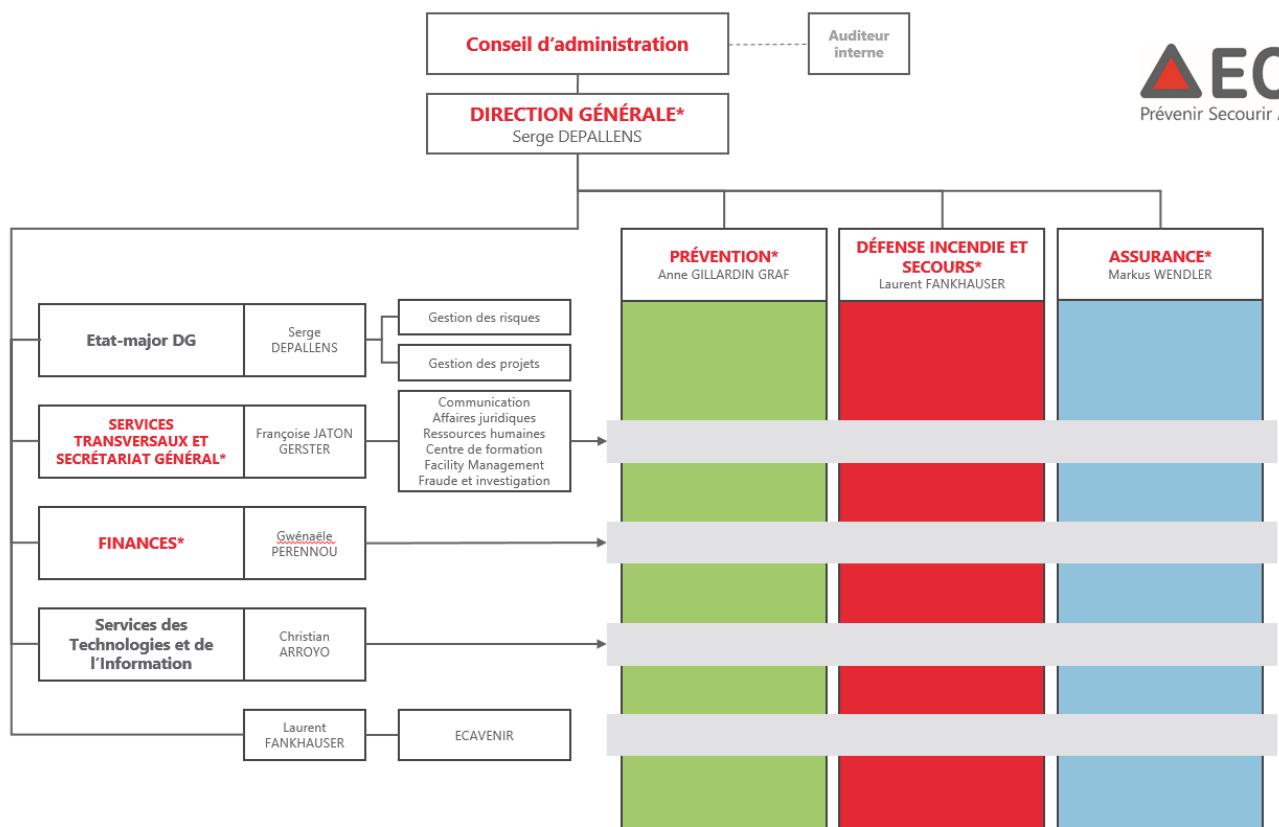 Conseil d'administration
Auditeur
interne
EC
Prévenir Secourir
DIRECTION GÉNÉRALE*
Serge DEPALLENS
PRÉVENTION*
Anne GILLARDIN GRAF
DÉFENSE INCENDIE ET
SECOURS*
Laurent FANKHAUSER
ASSURANCE*
Markus WENDLER
Etat-major DG
Serge
DEPALLENS
Gestion des risques
Gestion des projets
SERVICES
TRANSVERSAUX ET
SECRÉTARIAT GÉNÉRAL*
Françoise JATON
GERSTER
Communication
Affaires juridiques
Ressources humaines
Centre de formation
Facility Management
Fraude et investigation
FINANCES*
Gwénaële
PERENNOU
Services des
Technologies et de
l'Information
Christian
ARROYO
Laurent
FANKHAUSER
ECAVENIR